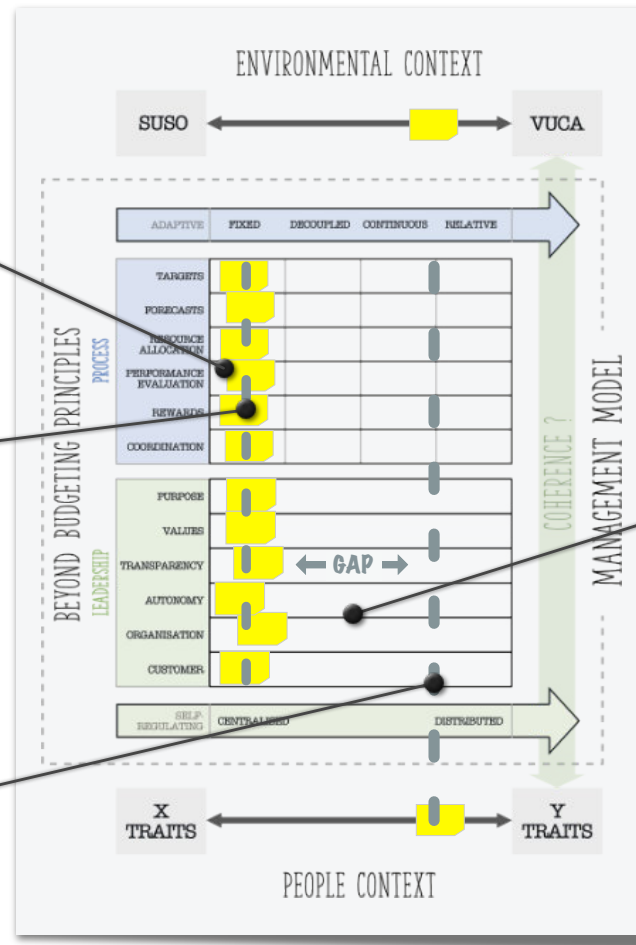 ENVIRONMENTAL CONTEXT
SUSO
VUCA
ADAPTIVE FIXED DECOUPLED CONTINUOUS RELATIVE
BEYOND BUDGETING PRINCIPLES
PROCESS
TARGETS
FORECASTS
RESOURCE
ALLOCATION
PERFORMANCE
EVALUATION
REWARDS
COORDINATION
LEADERSHIP
PURPOSE
VALUES
TRANSPARENCY
GAP
AUTONOMY
ORGANISATION
CUSTOMER
COHERENCE ?
MANAGEMENT MODEL
SELF-
REGULATING
CENTRALISED DISTRIBUTED
X
TRAITS
Y
TRAITS
PEOPLE CONTEXT